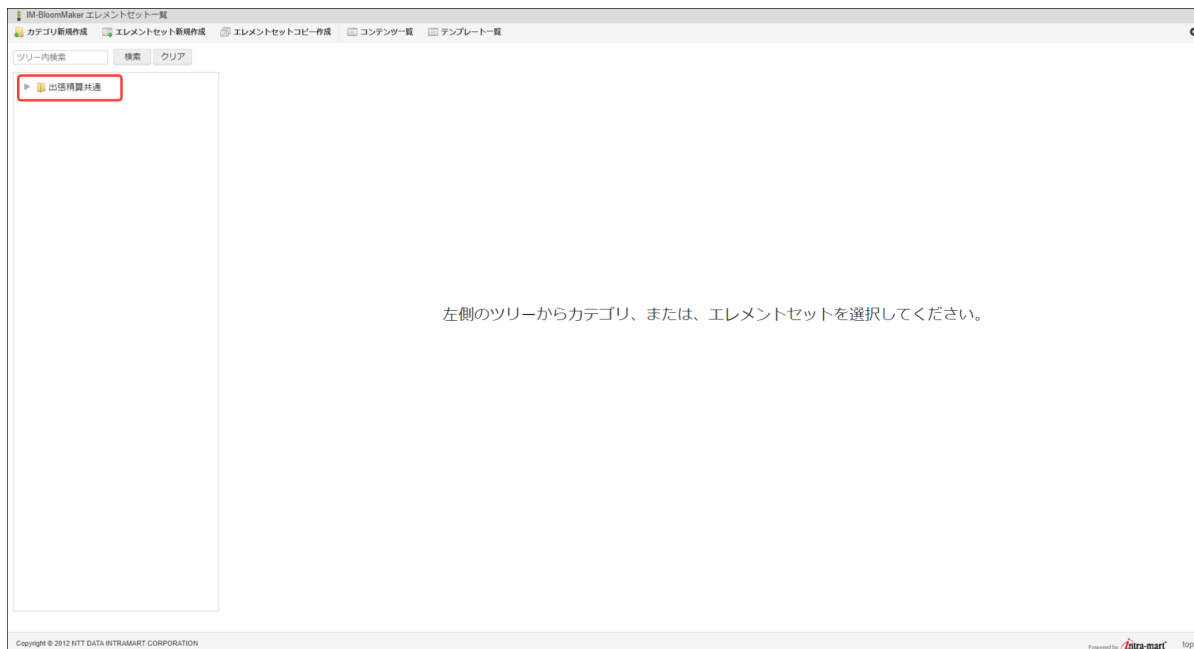 IM-BloomMaker エレメントセット一覧
カテゴリ新規作成 エレメントセット新規作成 エレメントセットコピー作成 コンテンツ一覧 テンプレート一覧
ツリー内検索 検索 クリア
出張精算共通
左側のツリーからカテゴリ、または、エレメントセットを選択してください。
Copyright © 2012 NTT DATA INTRAMART CORPORATION
Powered by intra-mart top